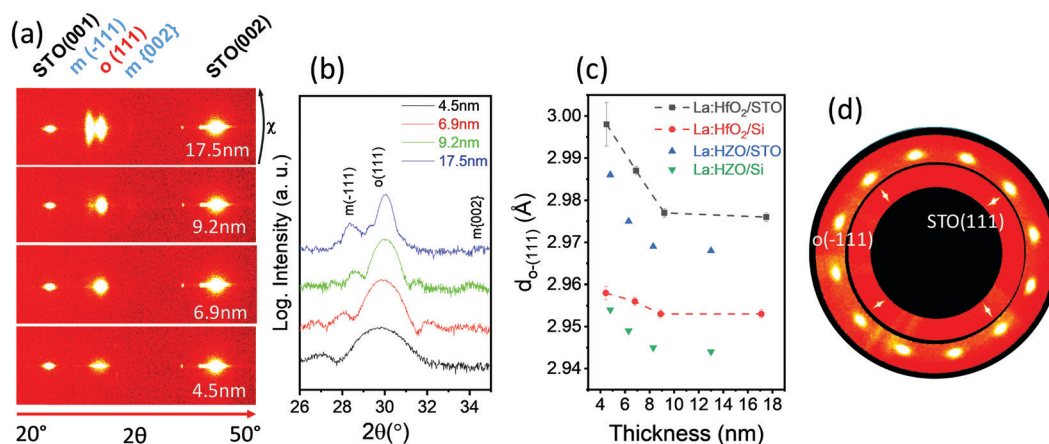 (a)
STO(001)
m (-111)
o (111)
m {002}
STO(002)
χ
17.5nm
9.2nm
6.9nm
4.5nm
20°
2θ
50°
(b)
4.5nm
6.9nm
9.2nm
17.5nm
m(-111)
o(111)
m{002}
Log. Intensity (a. u.)
26 28 30 32 34
2θ(°)
(c)
La:HfO₂/STO
La:HfO₂/Si
La:HZO/STO
La:HZO/Si
3.00
2.99
2.98
2.97
2.96
2.95
2.94
d₀-(111) (Å)
4 6 8 10 12 14 16 18
Thickness (nm)
(d)
STO(111)
o(-111)